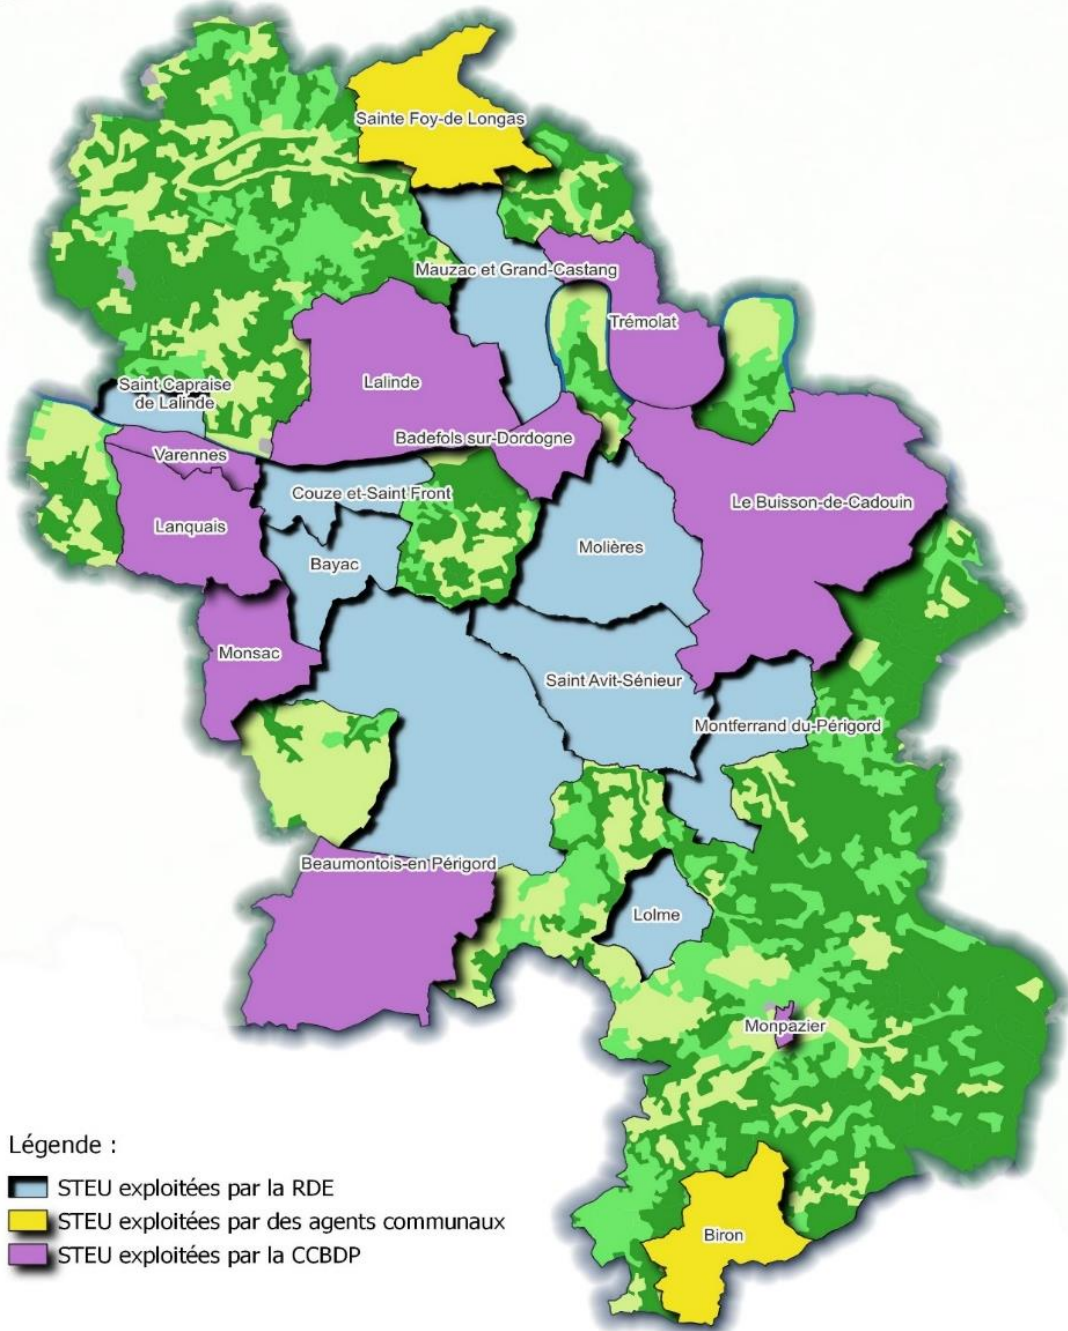 Sainte Foy-de Longas
Mauzac et Grand-Castang
Trémolat
Lalinde
Saint Capraise
de Lalinde
Badefols sur-Dordogne
Varennes
Couze et-Saint Front
Le Buisson-de-Cadouin
Lanquais
Molières
Bayac
Monsac
Saint Avit-Sénieur
Montferrand du-Périgord
Beaumontois-en Périgord
Lolme
Monpazier
Biron
Légende :
STEU exploitées par la RDE
STEU exploitées par des agents communaux
STEU exploitées par la CCBDP